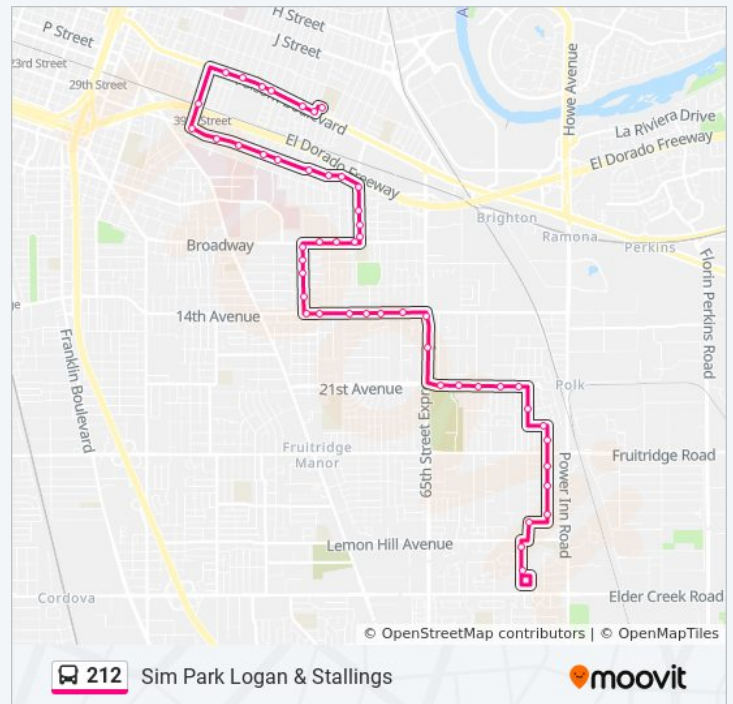 H Street
P Street
J Street
A
23rd Street
29th Street
Howe Avenue
La Riviera Drive
39th Street
Boulevard
El Dorado Freeway
El Dorado Freeway
Brighton
Ramona
Broadway
Perkins
14th Avenue
Florin Perkins Road
Franklin Boulevard
21st Avenue
Polk
65th Street Expr
Fruitridge
Manor
Fruitridge Road
Power Inn Road
Lemon Hill Avenue
Cordova
Elder Creek Road
© OpenStreetMap contributors | © OpenMapTiles
212 Sim Park Logan & Stallings
moovit